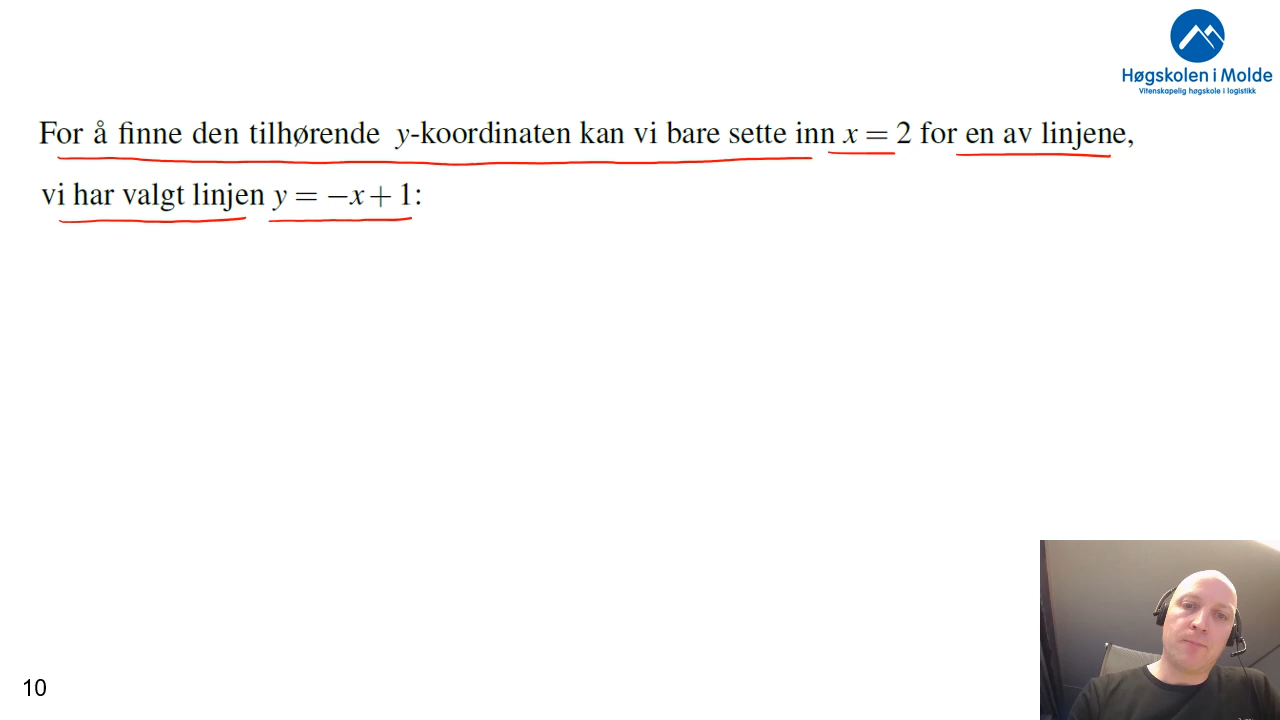 Høgskolen i Molde
Vitenskapelig høgskole i logistikk
For å finne den tilhørende y-koordinaten kan vi bare sette inn x = 2 for en av linjene,
vi har valgt linjen y = −x + 1:
10